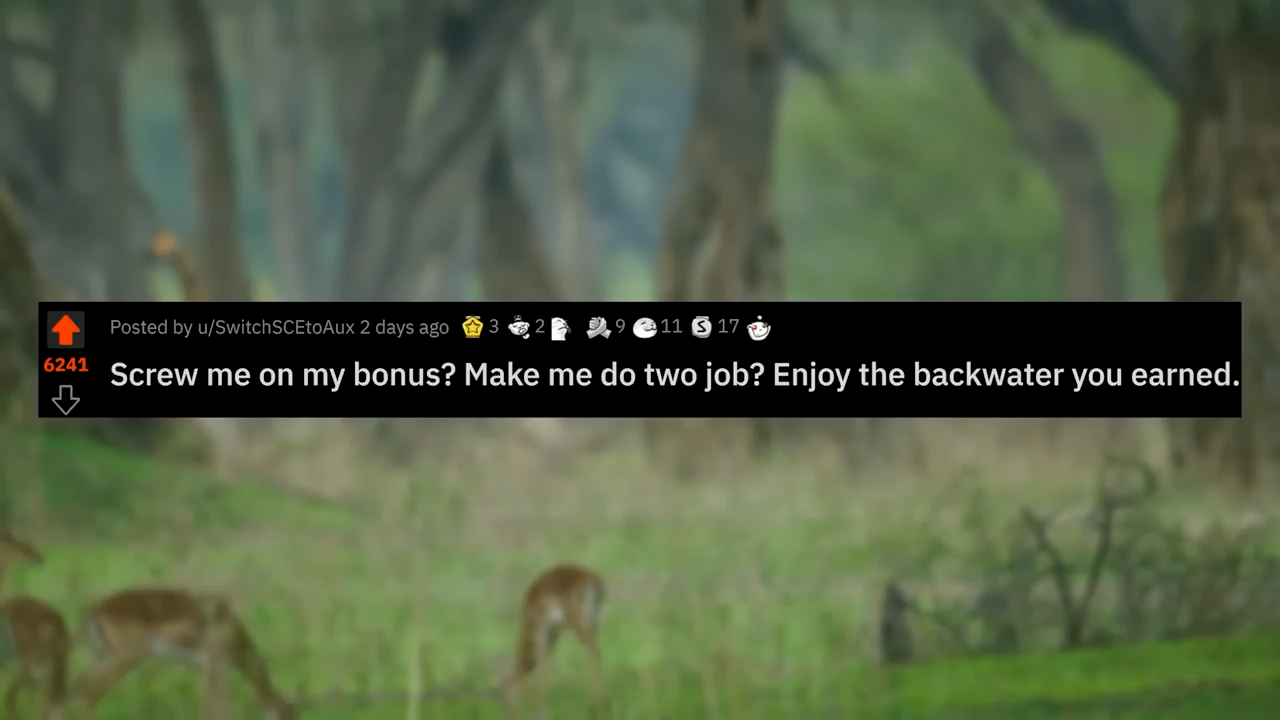 Posted by u/SwitchSCEtoAux 2 days ago 3 2 9 11 S 17
6241
Screw me on my bonus? Make me do two job? Enjoy the backwater you earned.